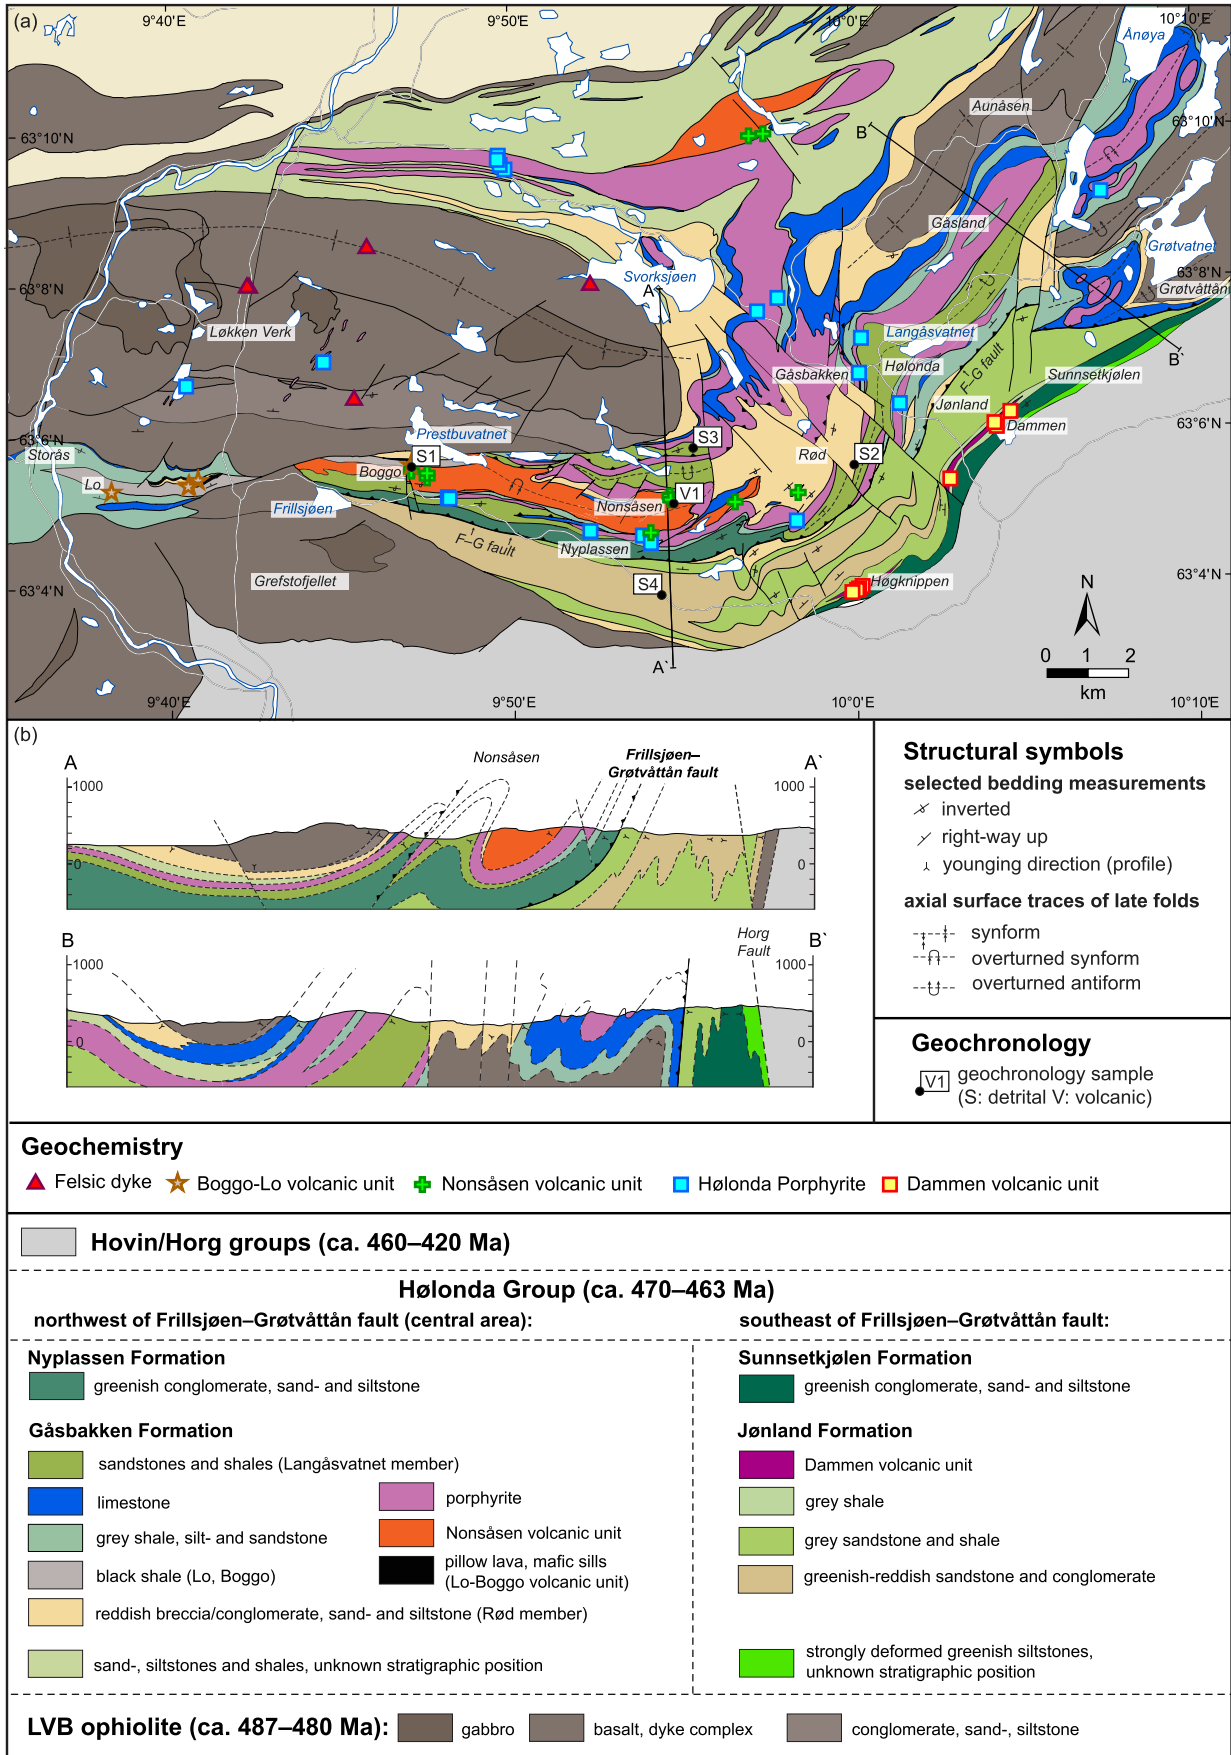 (a)
9°40'E
9°50'E
10°0'E
10°10'E
Ånøya
Aunåsen
63°10'N
63°10'N
B
Gåsland
Grøtvatnet
Svorksjøen
63°8'N
A
63°8'N
Grøtvåttån
Løkken Verk
Langåsvatnet
B`
Gåsbakken
Hølonda
F–G fault
Sunnsetkjølen
Jønland
Prestbuvatnet
S3
Dammen
63°6'N
63°6'N
Storås
S1
Rød
S2
Boggo
Lo
V1
Frillsjøen
Nonsåsen
F–G fault
Nyplassen
Grefstofjellet
S4
Høgknippen
63°4'N
63°4'N
N
A`
0 1 2
km
9°40'E
9°50'E
10°0'E
10°10'E
(b)
A
Nonsåsen
Frillsjøen–
Grøtvåttån fault
A`
1000
1000
0
0
B
Horg
Fault
B`
1000
1000
0
0
Structural symbols
selected bedding measurements
inverted
right-way up
younging direction (profile)
axial surface traces of late folds
synform
overturned synform
overturned antiform
Geochronology
V1
geochronology sample
(S: detrital V: volcanic)
Geochemistry
Felsic dyke
Boggo-Lo volcanic unit
Nonsåsen volcanic unit
Hølonda Porphyrite
Dammen volcanic unit
Hovin/Horg groups (ca. 460–420 Ma)
Hølonda Group (ca. 470–463 Ma)
northwest of Frillsjøen–Grøtvåttån fault (central area):
southeast of Frillsjøen–Grøtvåttån fault:
Nyplassen Formation
greenish conglomerate, sand- and siltstone
Gåsbakken Formation
sandstones and shales (Langåsvatnet member)
limestone
porphyrite
grey shale, silt- and sandstone
Nonsåsen volcanic unit
black shale (Lo, Boggo)
pillow lava, mafic sills
(Lo-Boggo volcanic unit)
reddish breccia/conglomerate, sand- and siltstone (Rød member)
sand-, siltstones and shales, unknown stratigraphic position
Sunnsetkjølen Formation
greenish conglomerate, sand- and siltstone
Jønland Formation
Dammen volcanic unit
grey shale
grey sandstone and shale
greenish-reddish sandstone and conglomerate
strongly deformed greenish siltstones,
unknown stratigraphic position
LVB ophiolite (ca. 487–480 Ma):
gabbro
basalt, dyke complex
conglomerate, sand-, siltstone